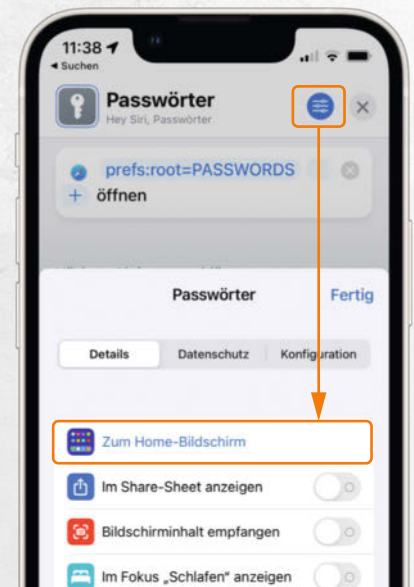 11:38
◀ Suchen
Passwörter
Hey Siri, Passwörter
prefs:root=PASSWORDS
+ öffnen
Passwörter
Fertig
Details
Datenschutz
Konfiguration
Zum Home-Bildschirm
Im Share-Sheet anzeigen
Bildschirminhalt empfangen
Im Fokus „Schlafen“ anzeigen